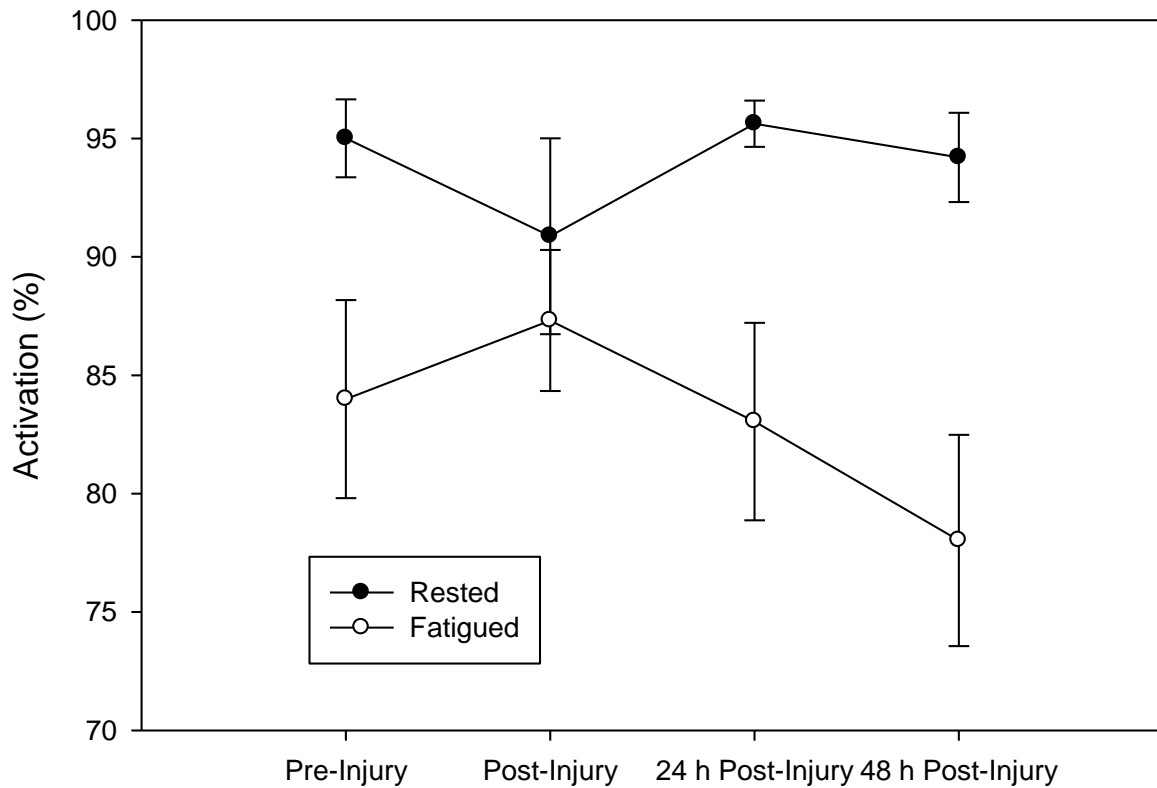 100
95
90
85
80
75
70
Activation (%)
Rested
Fatigued
Pre-Injury
Post-Injury
24 h Post-Injury
48 h Post-Injury